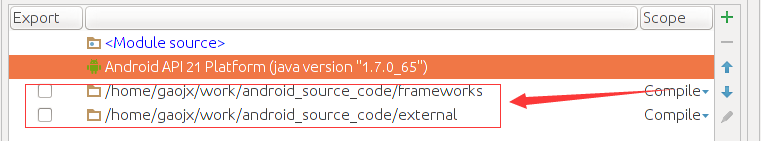 Export Scope
<Module source>
Android API 21 Platform (java version "1.7.0_65")
/home/gaojx/work/android_source_code/frameworks Compile
/home/gaojx/work/android_source_code/external Compile